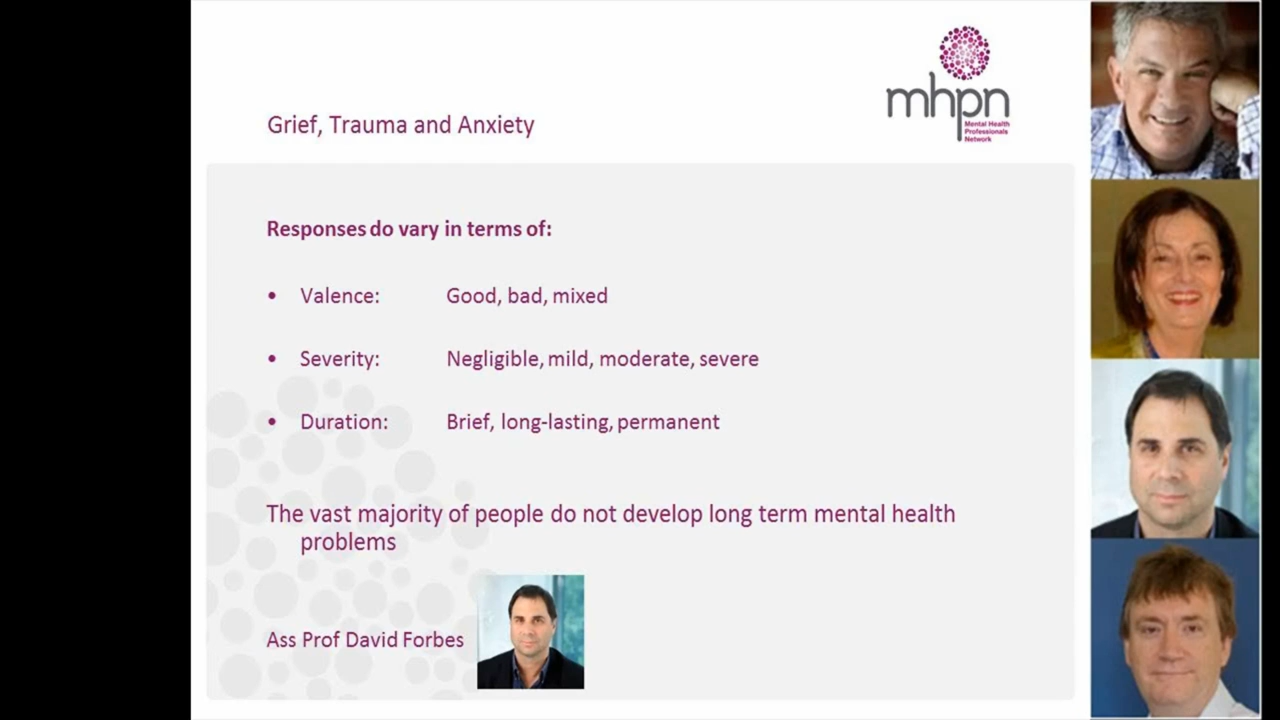 mhpn
Mental Health
Professionals
Network
Grief, Trauma and Anxiety
Responses do vary in terms of:
• Valence: Good, bad, mixed
• Severity: Negligible, mild, moderate, severe
• Duration: Brief, long-lasting, permanent
The vast majority of people do not develop long term mental health
problems
Ass Prof David Forbes